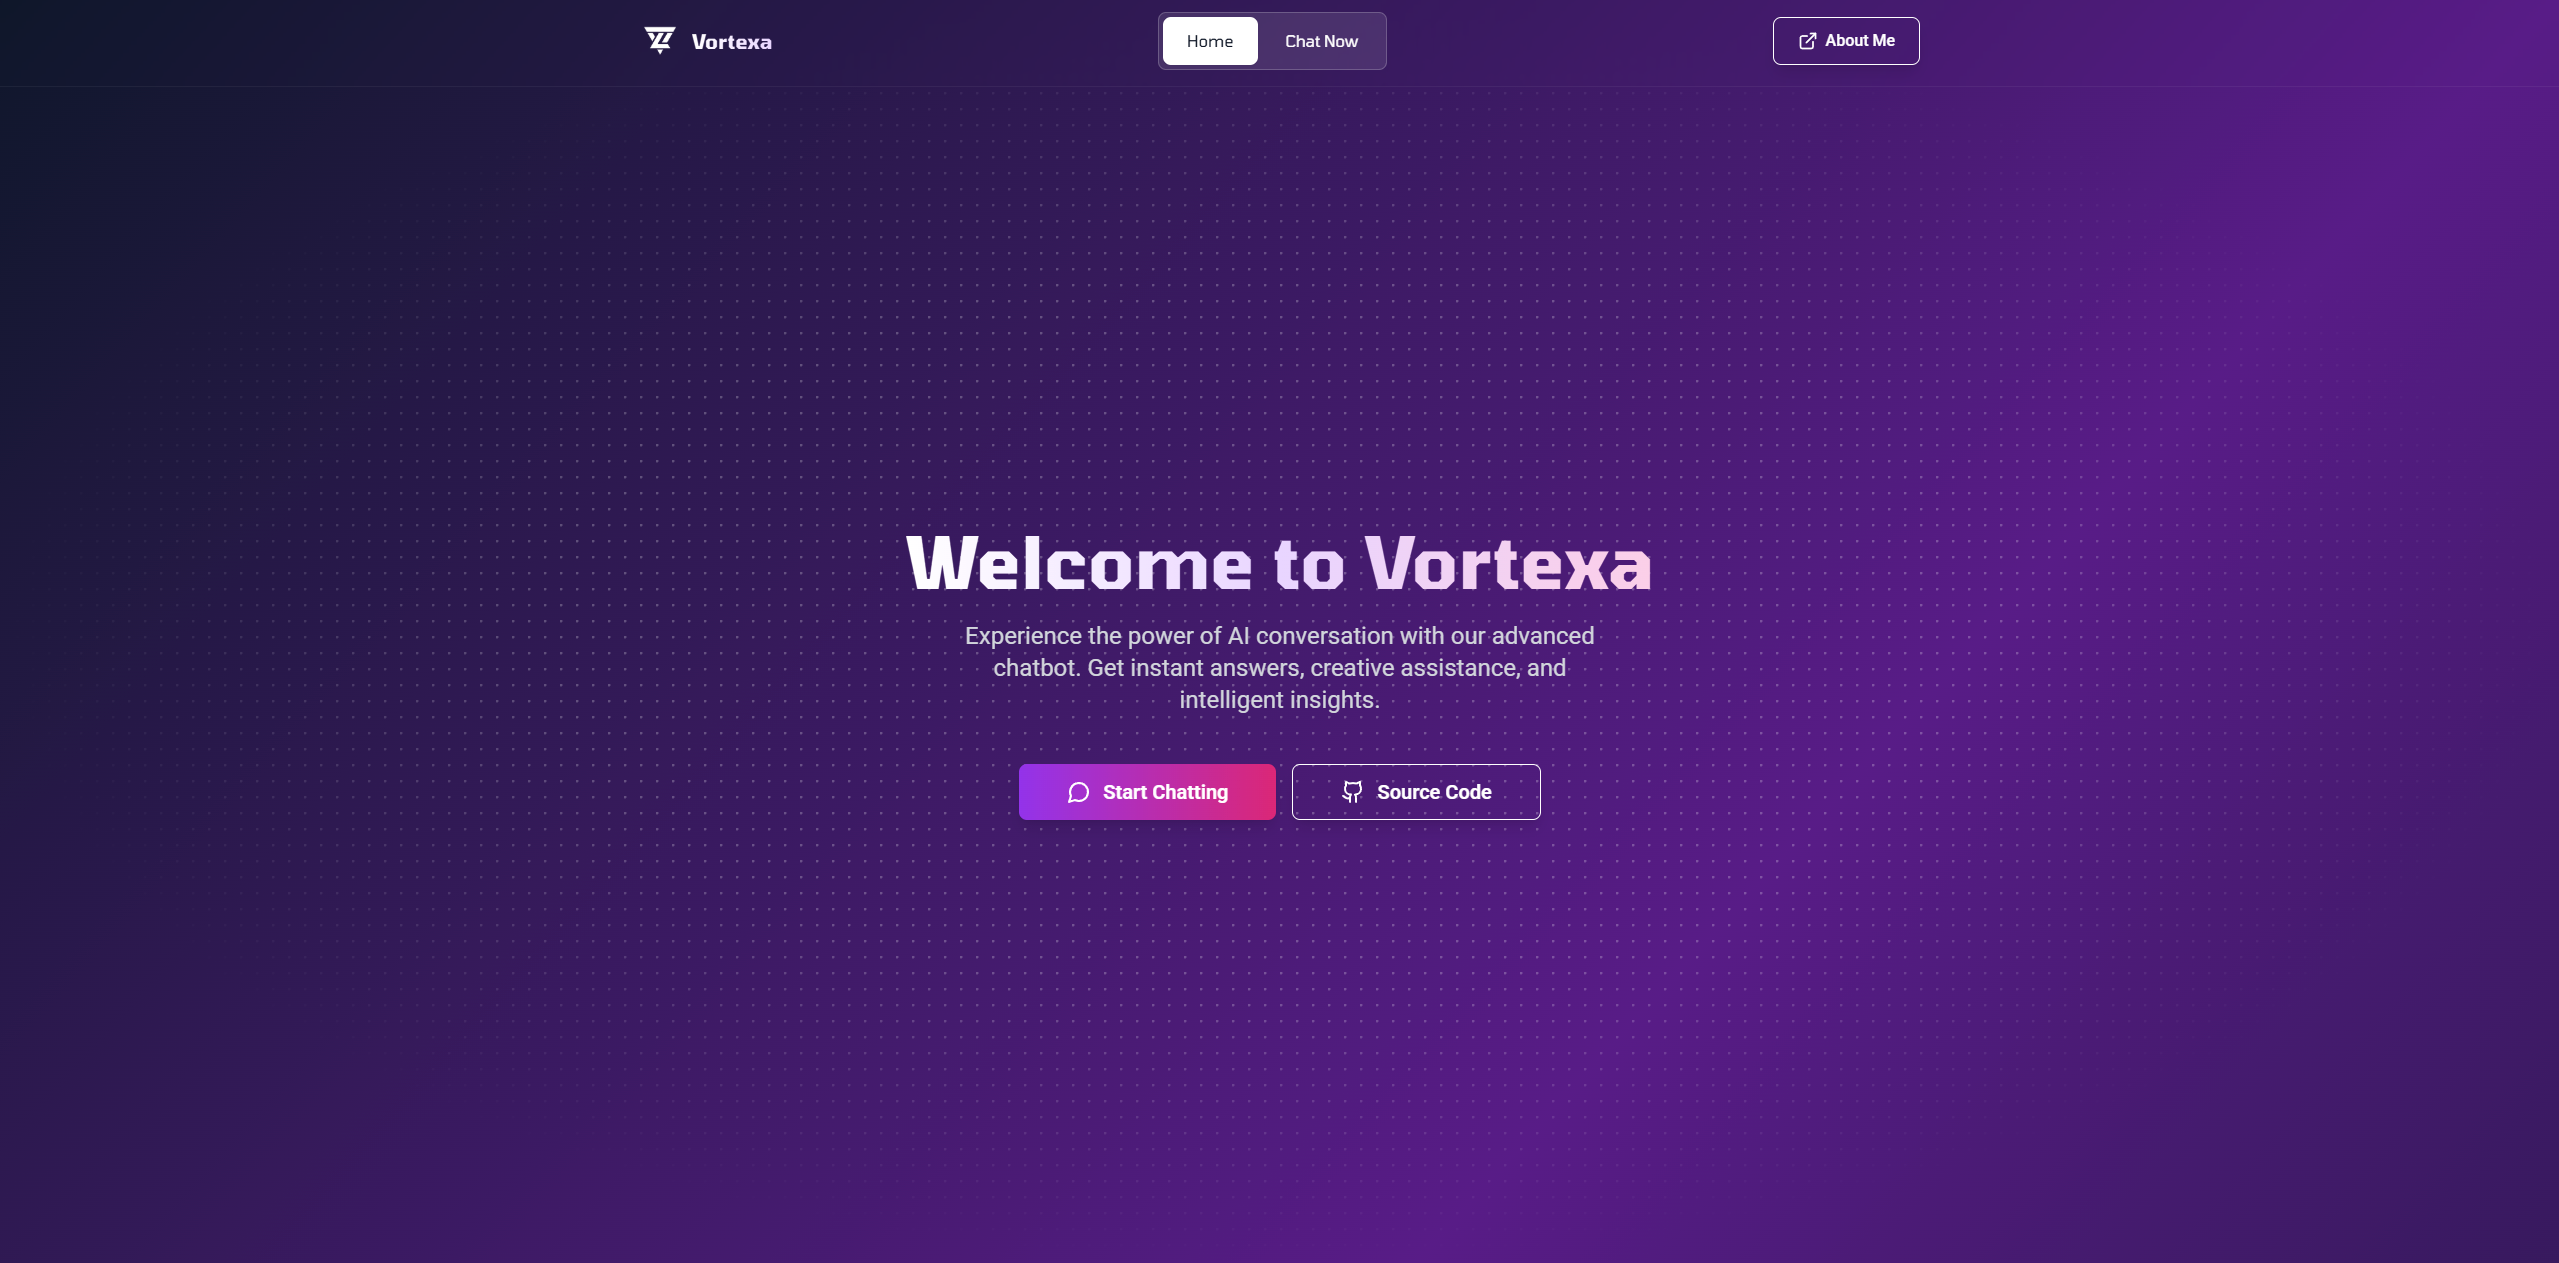 Vortexa
Home
Chat Now
About Me
Welcome to Vortexa
Experience the power of AI conversation with our advanced
chatbot. Get instant answers, creative assistance, and
intelligent insights.
Start Chatting
Source Code